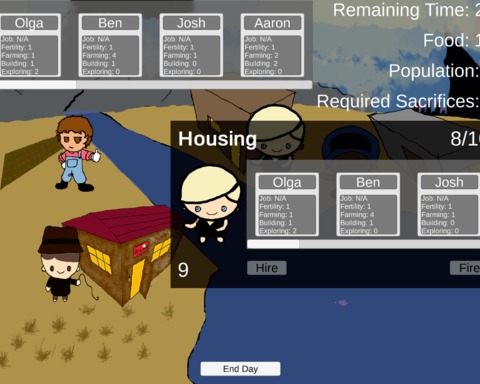 Olga
Job: N/A
Fertility: 1
Farming: 1
Building: 1
Exploring: 2
Ben
Job: N/A
Fertility: 1
Farming: 4
Building: 1
Exploring: 0
Josh
Job: N/A
Fertility: 1
Farming: 1
Building: 2
Exploring: 0
Aaron
Job: N/A
Fertility: 1
Farming: 2
Building: 2
Exploring: 0
Remaining Time: 2
Food: 1
Population:
Required Sacrifices:
Housing
8/10
Olga
Job: N/A
Fertility: 1
Farming: 1
Building: 1
Exploring: 2
Ben
Job: N/A
Fertility: 1
Farming: 4
Building: 1
Exploring: 0
Josh
Job: N/A
Fertility: 1
Farming: 1
Building: 2
Exploring: 0
9
Hire
Fire
End Day